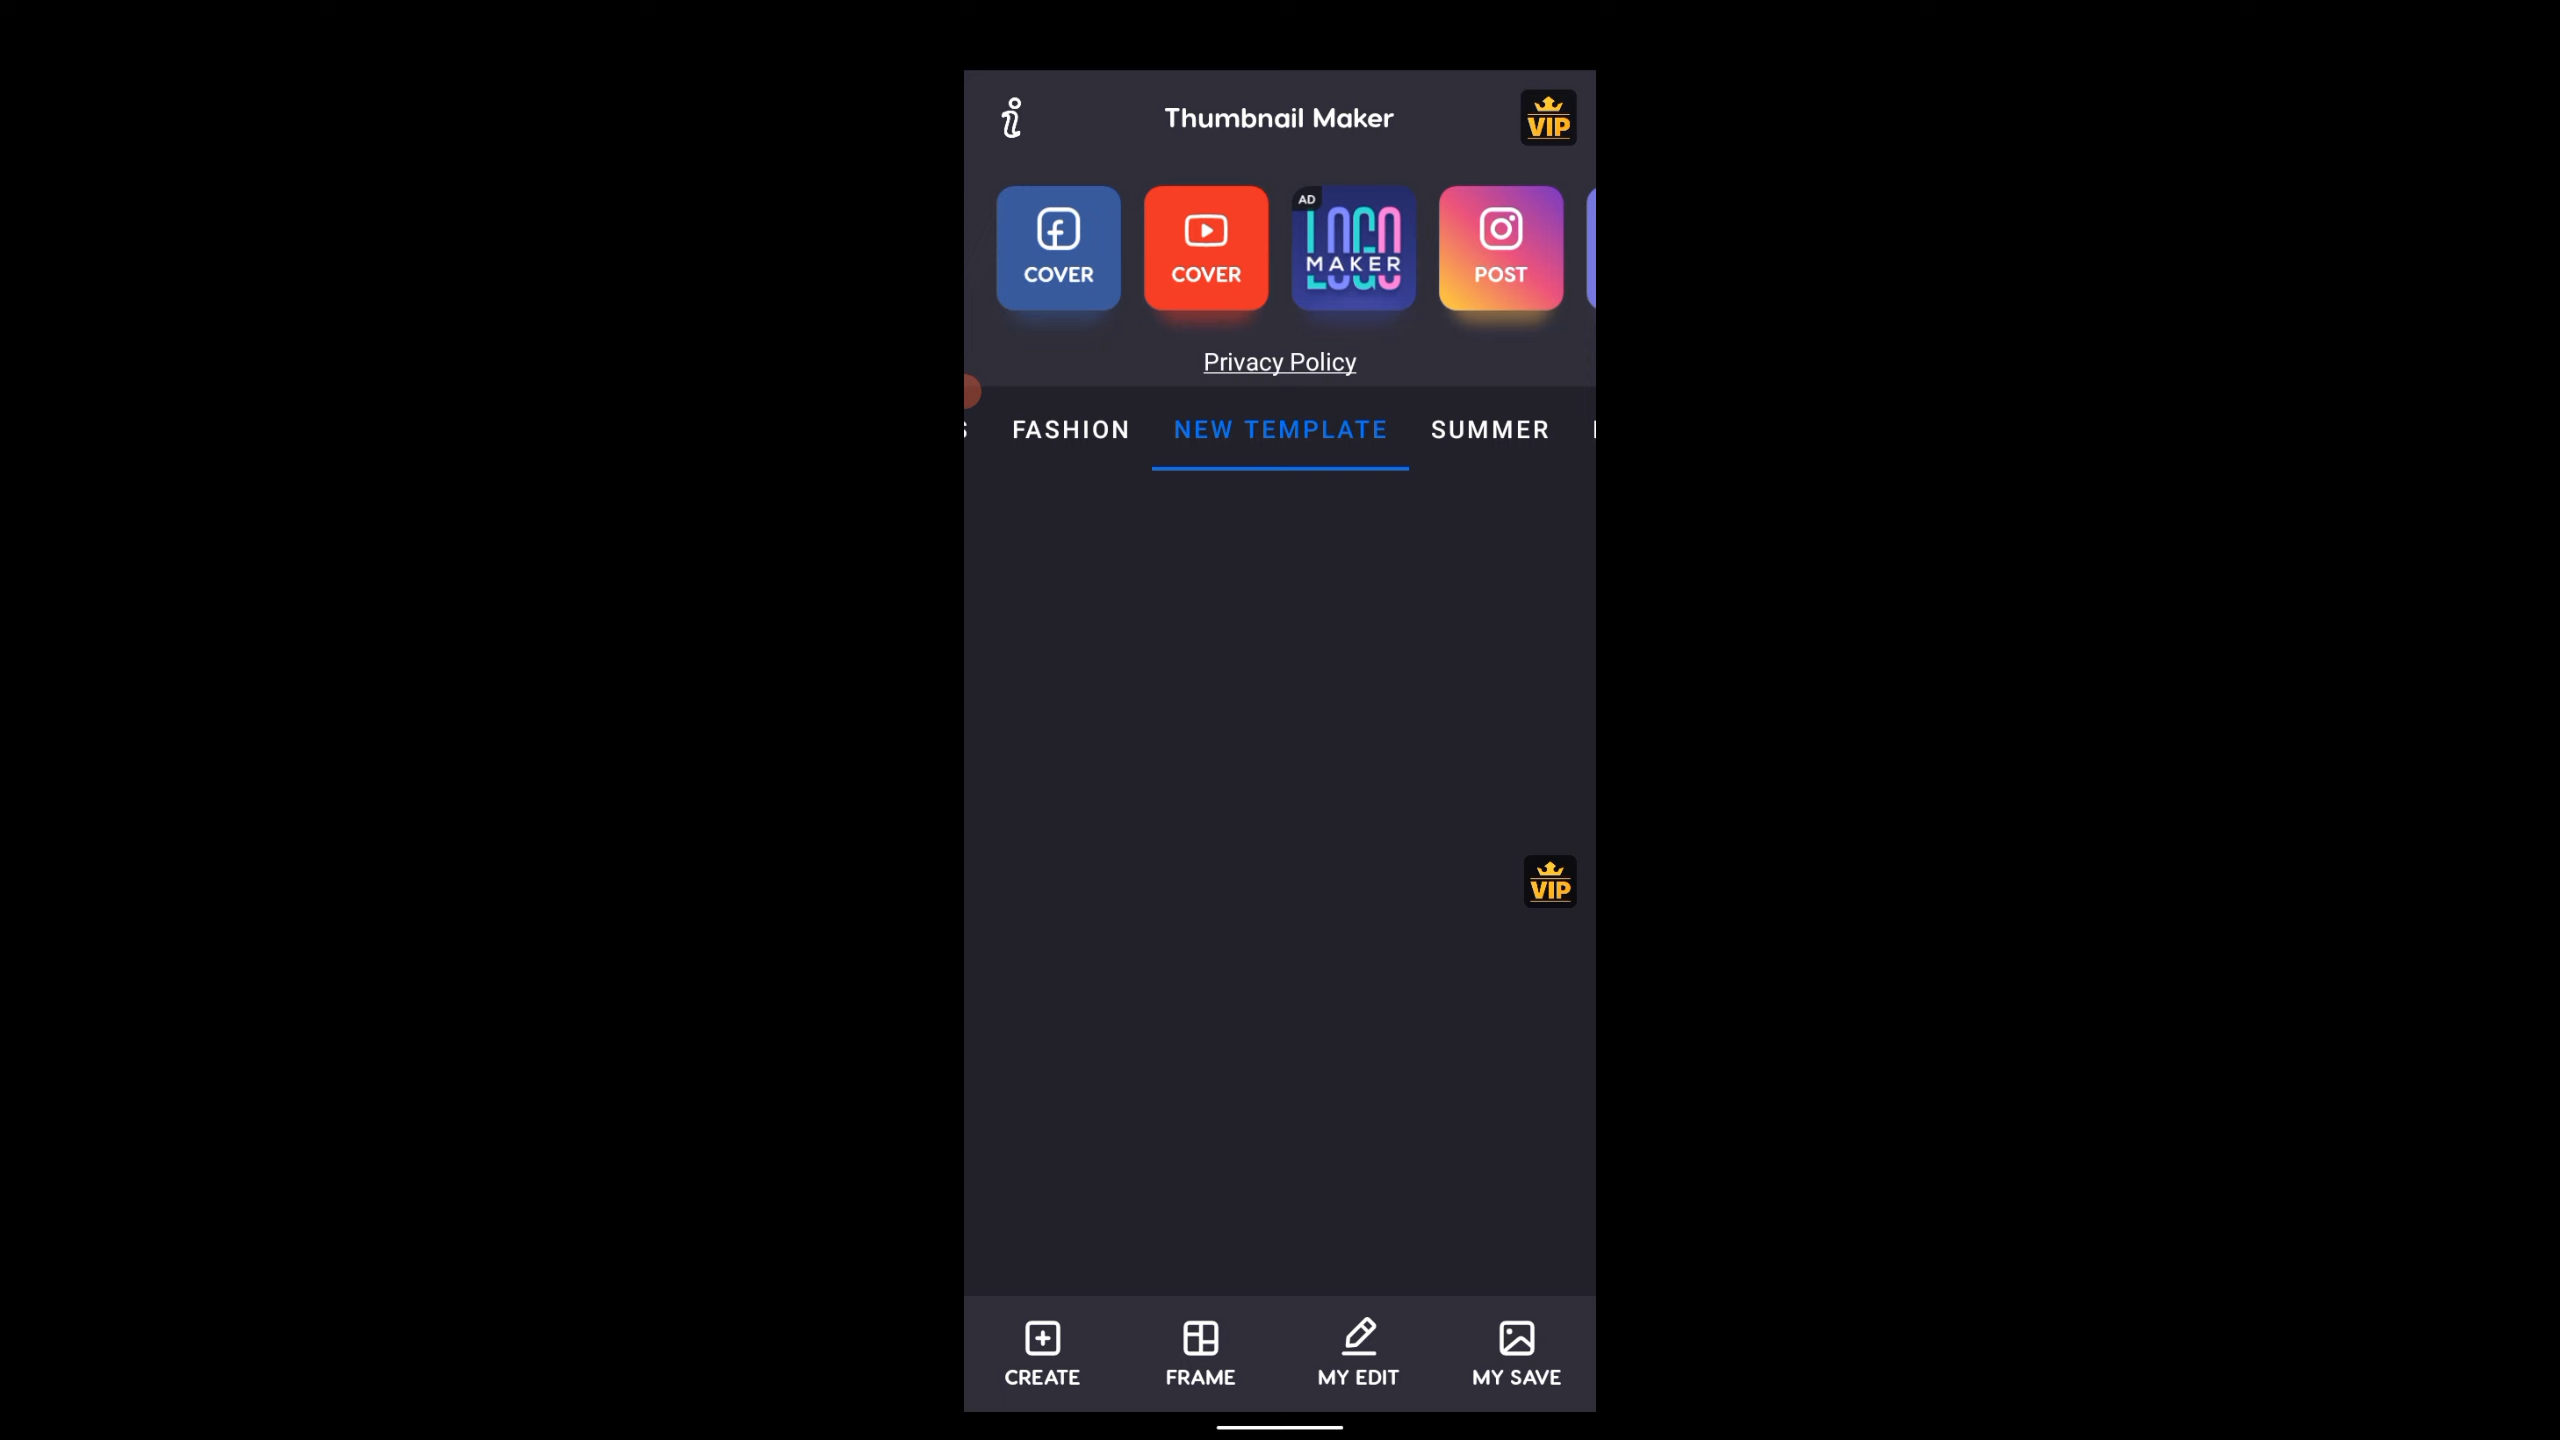 Thumbnail Maker
VIP
COVER
COVER
AD
LOGO
MAKER
LOGO
POST
Privacy Policy
S FASHION NEW TEMPLATE SUMMER
VIP
CREATE FRAME MY EDIT MY SAVE